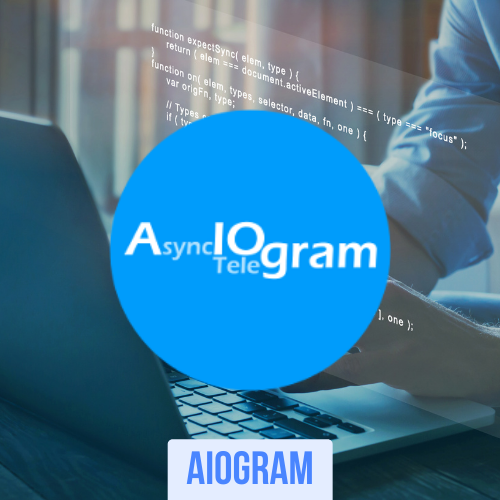 function expectSync( elem, type ) {
return ( elem === document.activeElement ) === ( type === "focus" );
}
function on( elem, types, selector, data, fn, one ) {
var origFn, type;
// Types
if (
], one );
AsyncIOgram
Tele
AIOGRAM